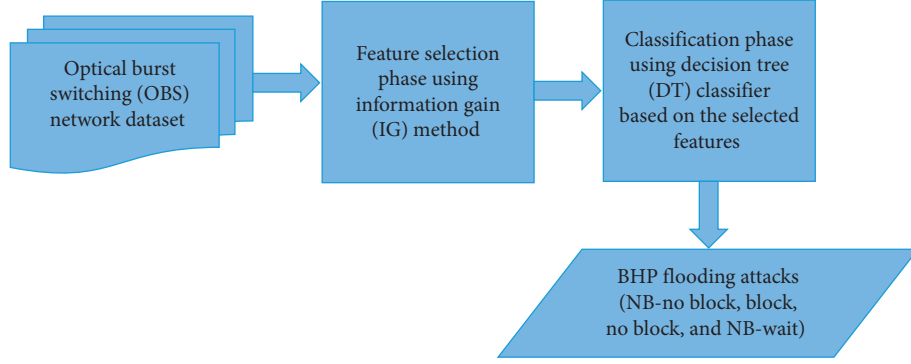 Optical burst
switching (OBS)
network dataset
Feature selection
phase using
information gain
(IG) method
Classification phase
using decision tree
(DT) classifier
based on the selected
features
BHP flooding attacks
(NB-no block, block,
no block, and NB-wait)